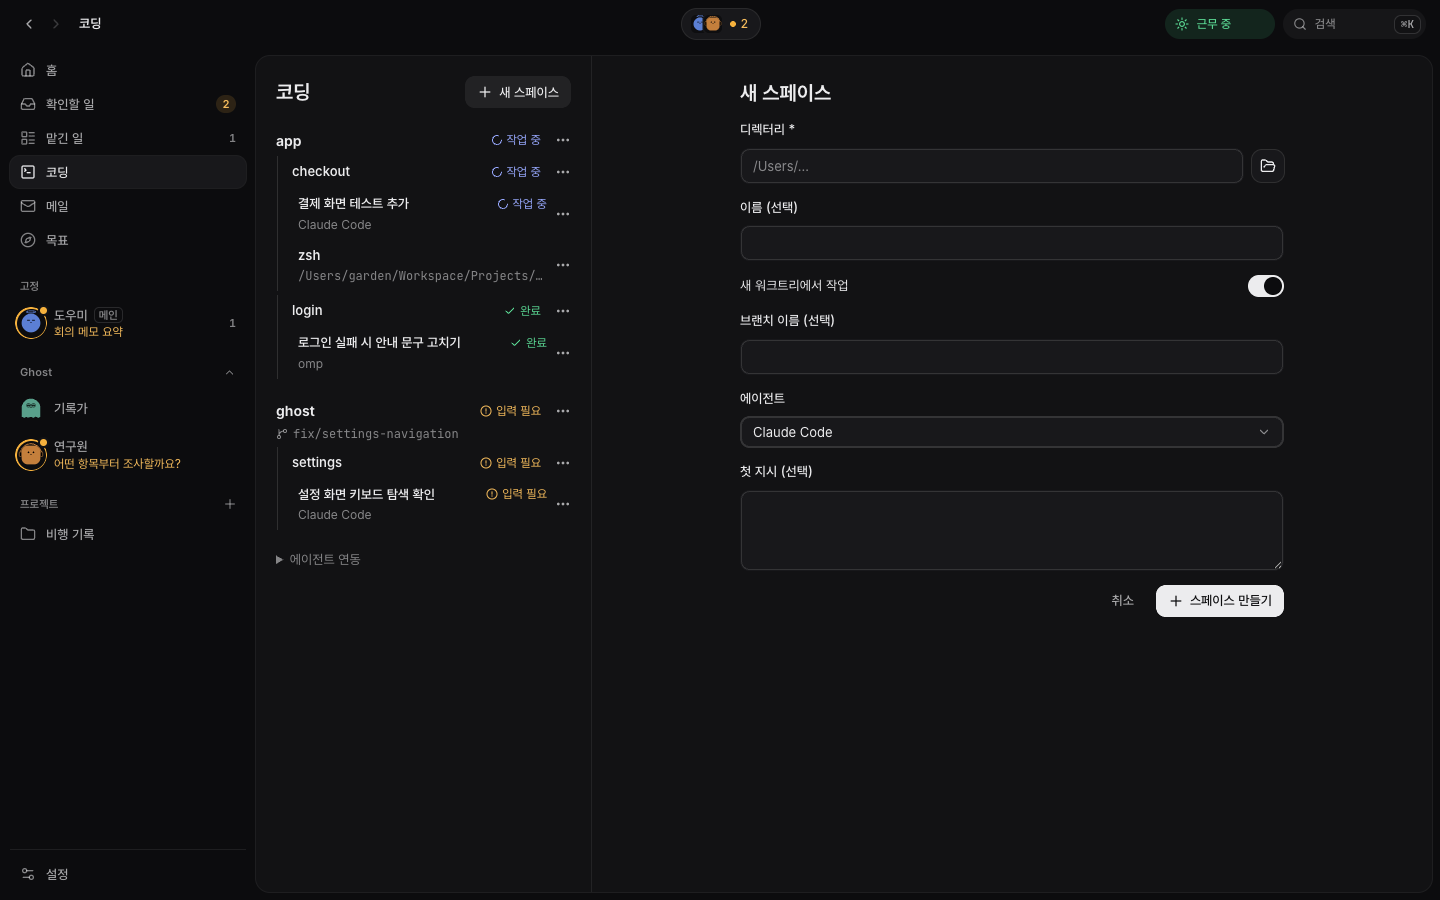 코딩
2
근무 중
검색
⌘K
홈
확인할 일
2
맡긴 일
1
코딩
메일
목표
고정
도우미 메인
회의 메모 요약
1
Ghost
기록가
연구원
어떤 항목부터 조사할까요?
프로젝트
비행 기록
설정
코딩
새 스페이스
app
작업 중
checkout
작업 중
결제 화면 테스트 추가
작업 중
Claude Code
zsh
/Users/garden/Workspace/Projects/…
login
완료
로그인 실패 시 안내 문구 고치기
완료
omp
ghost
입력 필요
fix/settings-navigation
settings
입력 필요
설정 화면 키보드 탐색 확인
입력 필요
Claude Code
에이전트 연동
새 스페이스
디렉터리 *
/Users/...
이름 (선택)
새 워크트리에서 작업
브랜치 이름 (선택)
에이전트
Claude Code
첫 지시 (선택)
취소
스페이스 만들기